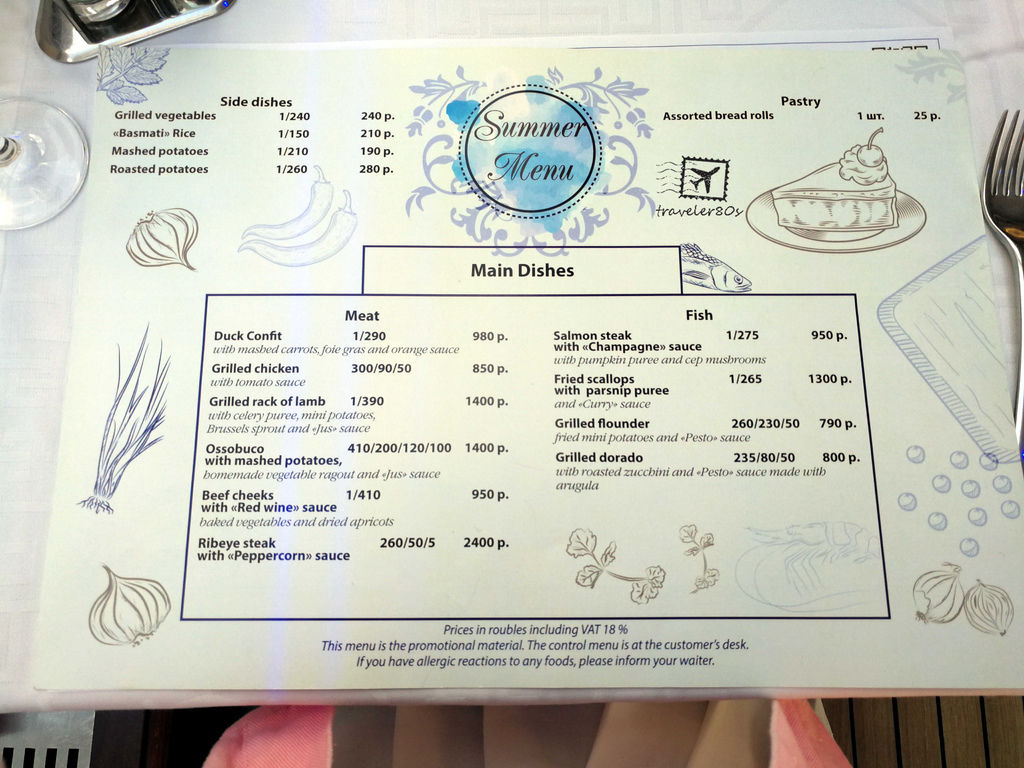 Side dishes
Grilled vegetables 1/240 240 p.
«Basmati» Rice 1/150 210 p.
Mashed potatoes 1/210 190 p.
Roasted potatoes 1/260 280 p.
Summer
Menu
Pastry
Assorted bread rolls 1 шт. 25 p.
traveler80s
Main Dishes
Meat
Duck Confit 1/290 980 p.
with mashed carrots, foie gras and orange sauce
Grilled chicken 300/90/50 850 p.
with tomato sauce
Grilled rack of lamb 1/390 1400 p.
with celery puree, mini potatoes,
Brussels sprout and «Jus» sauce
Ossobuco 410/200/120/100 1400 p.
with mashed potatoes,
homemade vegetable ragout and «Jus» sauce
Beef cheeks 1/410 950 p.
with «Red wine» sauce
baked vegetables and dried apricots
Ribeye steak 260/50/5 2400 p.
with «Peppercorn» sauce
Fish
Salmon steak 1/275 950 p.
with «Champagne» sauce
with pumpkin puree and cep mushrooms
Fried scallops 1/265 1300 p.
with parsnip puree
and «Curry» sauce
Grilled flounder 260/230/50 790 p.
fried mini potatoes and «Pesto» sauce
Grilled dorado 235/80/50 800 p.
with roasted zucchini and «Pesto» sauce made with
arugula
Prices in roubles including VAT 18 %
This menu is the promotional material. The control menu is at the customer's desk.
If you have allergic reactions to any foods, please inform your waiter.